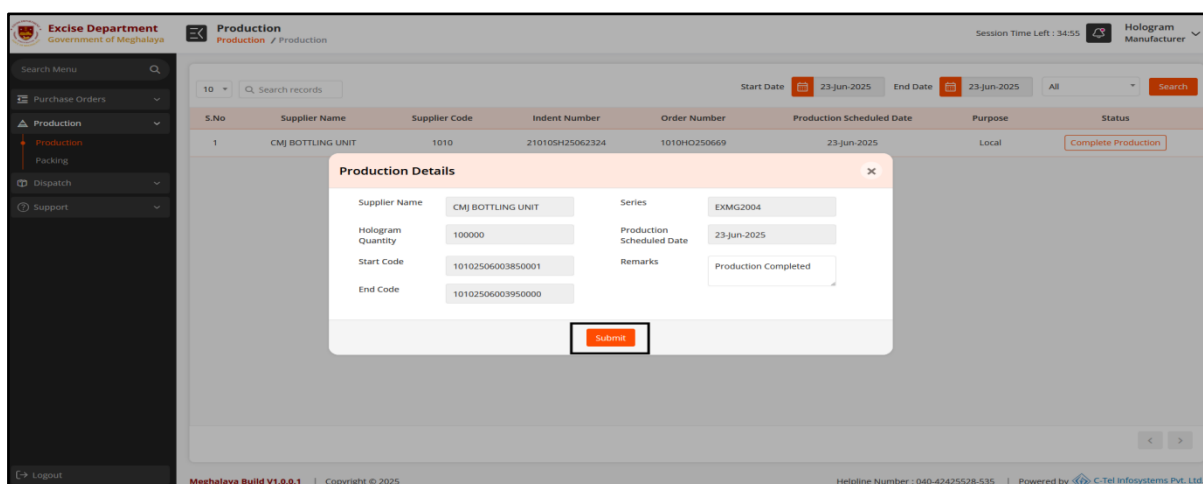 Excise Department
Government of Meghalaya
Production
Production / Production
Session Time Left : 34:55
Hologram
Manufacturer
Search Menu
Purchase Orders
Production
Production
Packing
Dispatch
Support
Logout
10
Search records
Start Date
23-Jun-2025
End Date
23-Jun-2025
All
Search
S.No Supplier Name Supplier Code Indent Number Order Number Production Scheduled Date Purpose Status
1 CMJ BOTTLING UNIT 1010 21010SH25062324 1010HO250669 23-Jun-2025 Local Complete Production
Production Details
Supplier Name CMJ BOTTLING UNIT Series EXMG2004
Hologram
Quantity 100000 Production
Scheduled Date 23-Jun-2025
Start Code 10102506003850001 Remarks Production Completed
End Code 10102506003950000
Submit
Meghalaya Build V1.0.0.1 | Copyright © 2025 Helpline Number : 040-42425528-535 | Powered by C-Tel Infosystems Pvt. Ltd